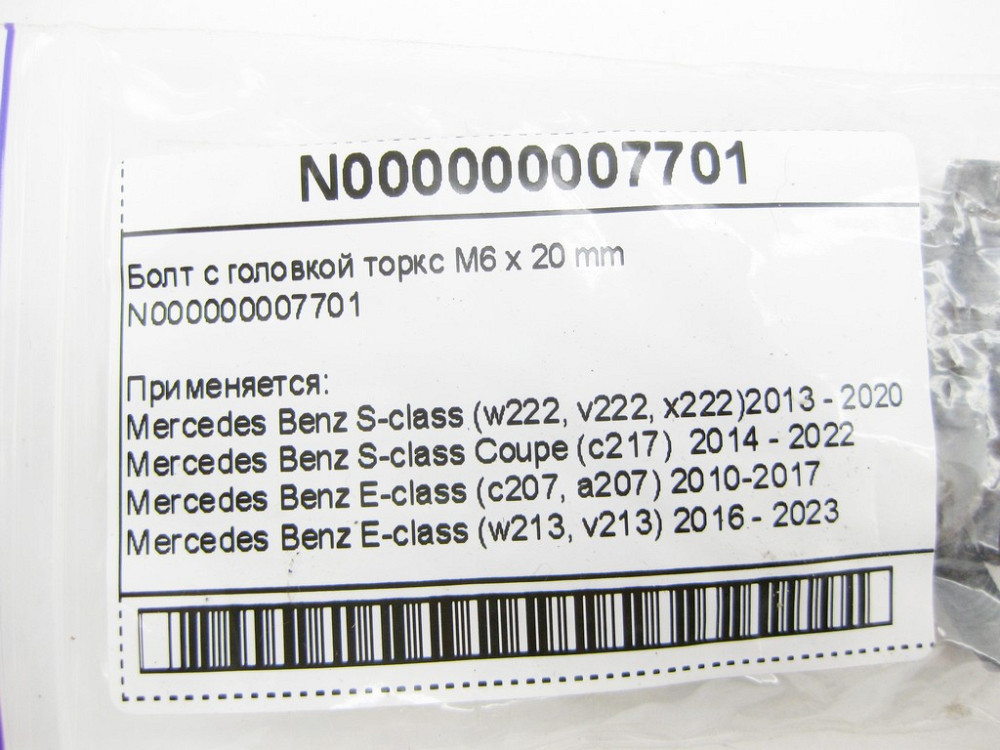 N000000007701
Болт с головкой торкс M6 x 20 mm
N000000007701
Применяется:
Mercedes Benz S-class (w222, v222, x222)2013 - 2020
Mercedes Benz S-class Coupe (c217) 2014 - 2022
Mercedes Benz E-class (c207, a207) 2010-2017
Mercedes Benz E-class (w213, v213) 2016 - 2023